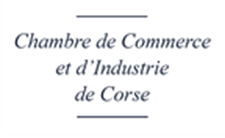 Chambre de Commerce
et d'Industrie
de Corse